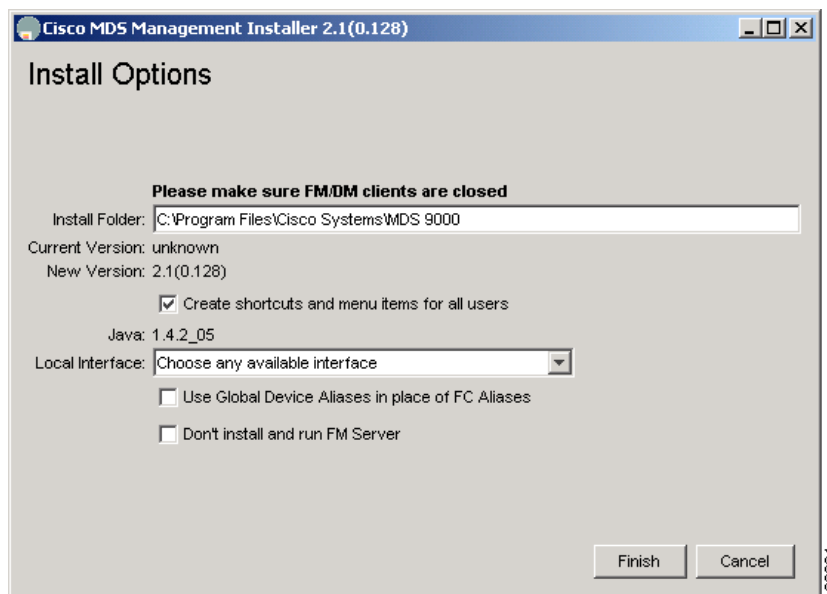 Cisco MDS Management Installer 2.1(0.128)
Install Options
Please make sure FM/DM clients are closed
Install Folder: C:\Program Files\Cisco Systems\MDS 9000
Current Version: unknown
New Version: 2.1(0.128)
Create shortcuts and menu items for all users
Java: 1.4.2_05
Local Interface: Choose any available interface
Use Global Device Aliases in place of FC Aliases
Don't install and run FM Server
Finish Cancel